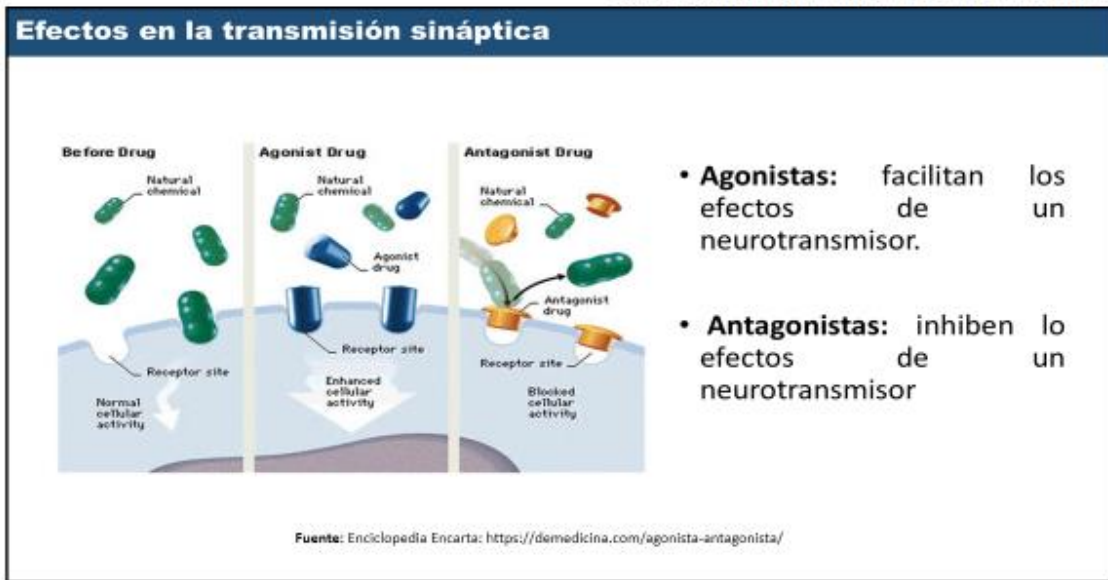 Efectos en la transmisión sináptica
Before Drug
Natural
chemical
Receptor site
Normal
cellular
activity
Agonist Drug
Natural
chemical
Agonist
drug
Receptor site
Enhanced
cellular
activity
Antagonist Drug
Natural
chemical
Antagonist
drug
Receptor site
Blocked
cellular
activity
• Agonistas: facilitan los
efectos de un
neurotransmisor.
• Antagonistas: inhiben lo
efectos de un
neurotransmisor
Fuente: Enciclopedia Encarta: https://demedicina.com/agonista-antagonista/